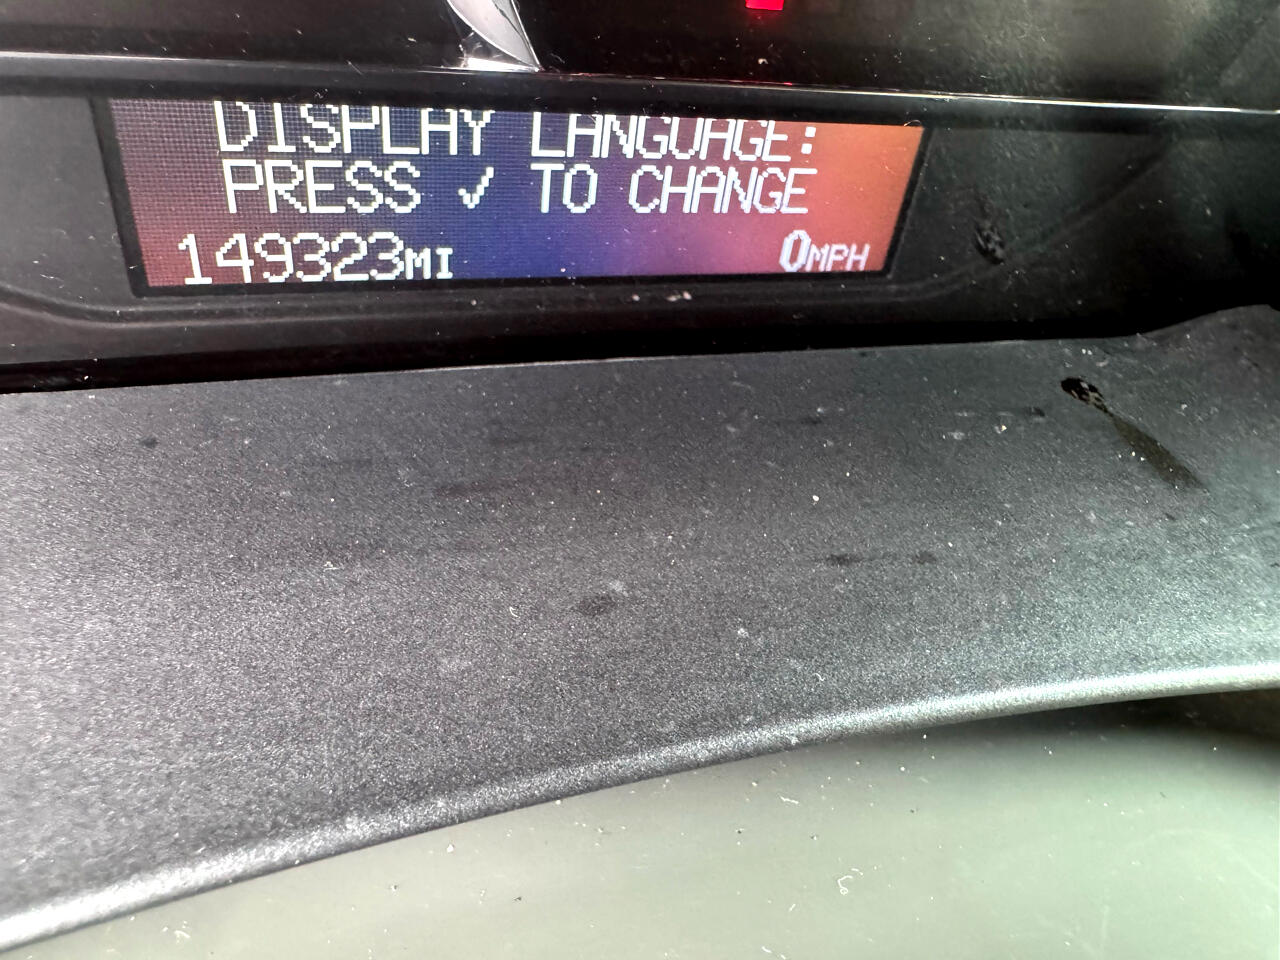 DISPLAY LANGUAGE:
PRESS ✓ TO CHANGE
149323MI 0MPH